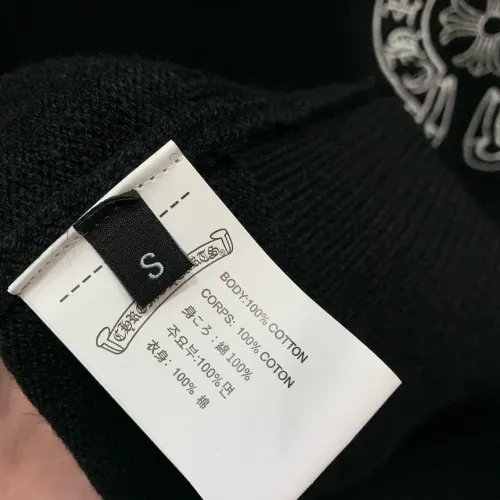 S
BODY:100% COTTON
CORPS: 100% COTON
身ごろ:綿 100%
주요부:100% 면
衣身: 100% 棉